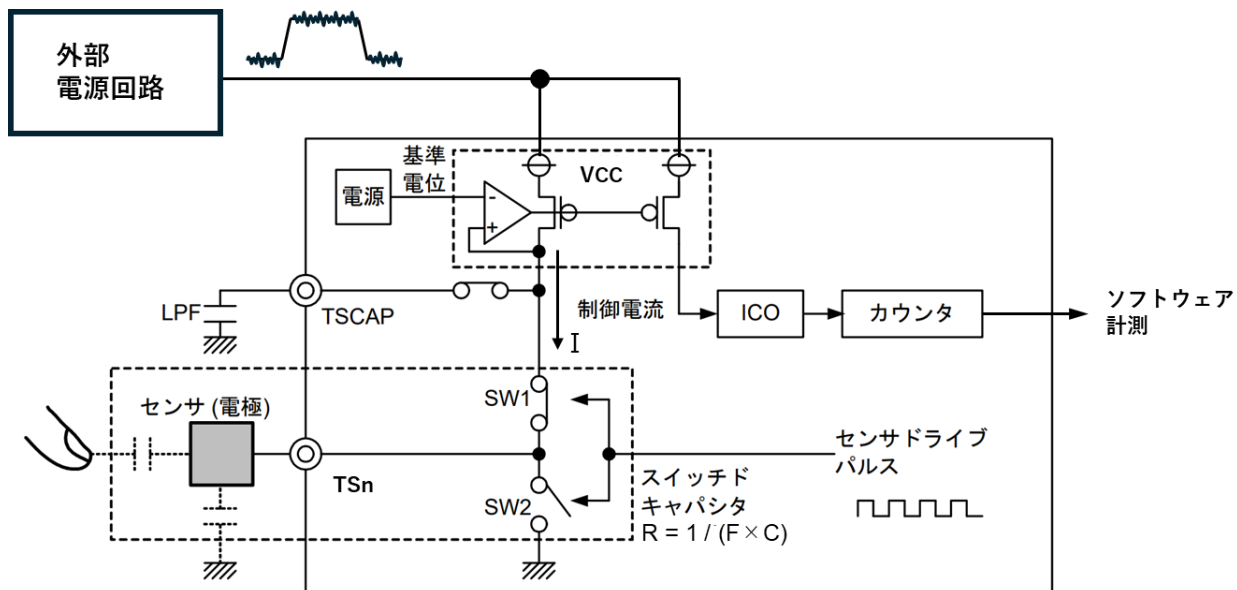 外部
電源回路
基準
電位
VCC
電源
-
+
LPF
TSCAP
制御電流
I
ICO
カウンタ
ソフトウェア
計測
センサ (電極)
SW1
TSn
SW2
スイッチド
キャパシタ
R = 1 / (F×C)
センサドライブ
パルス